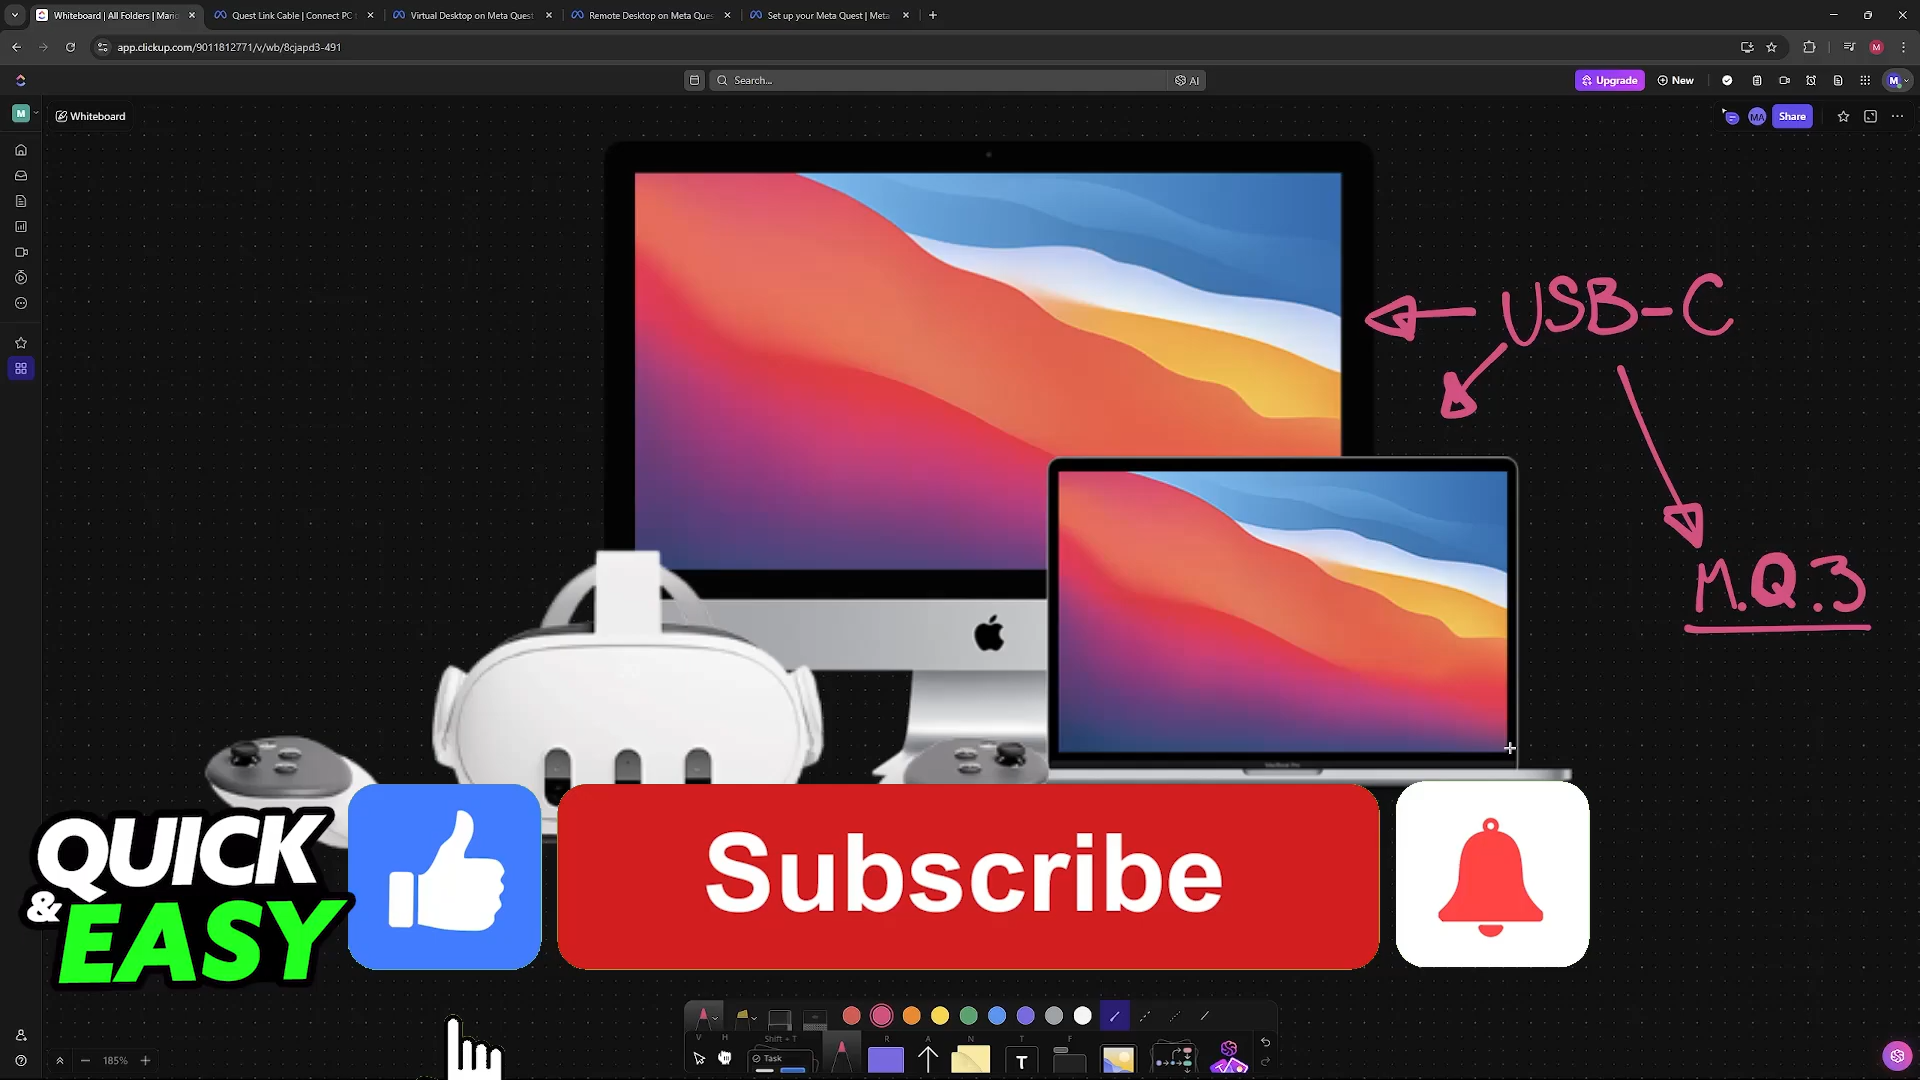 Whiteboard | All Folders | Mario
Quest Link Cable | Connect PC t
Virtual Desktop on Meta Quest
Remote Desktop on Meta Ques
Set up your Meta Quest | Meta
app.clickup.com/9011812771/v/wb/8cjapd3-491
M
Search...
AI
Upgrade
New
M
M
Whiteboard
MA
Share
USB-C
M.Q.3
QUICK
& EASY
Subscribe
V
H
Shift + T
R
A
N
T
F
Task
T
185%